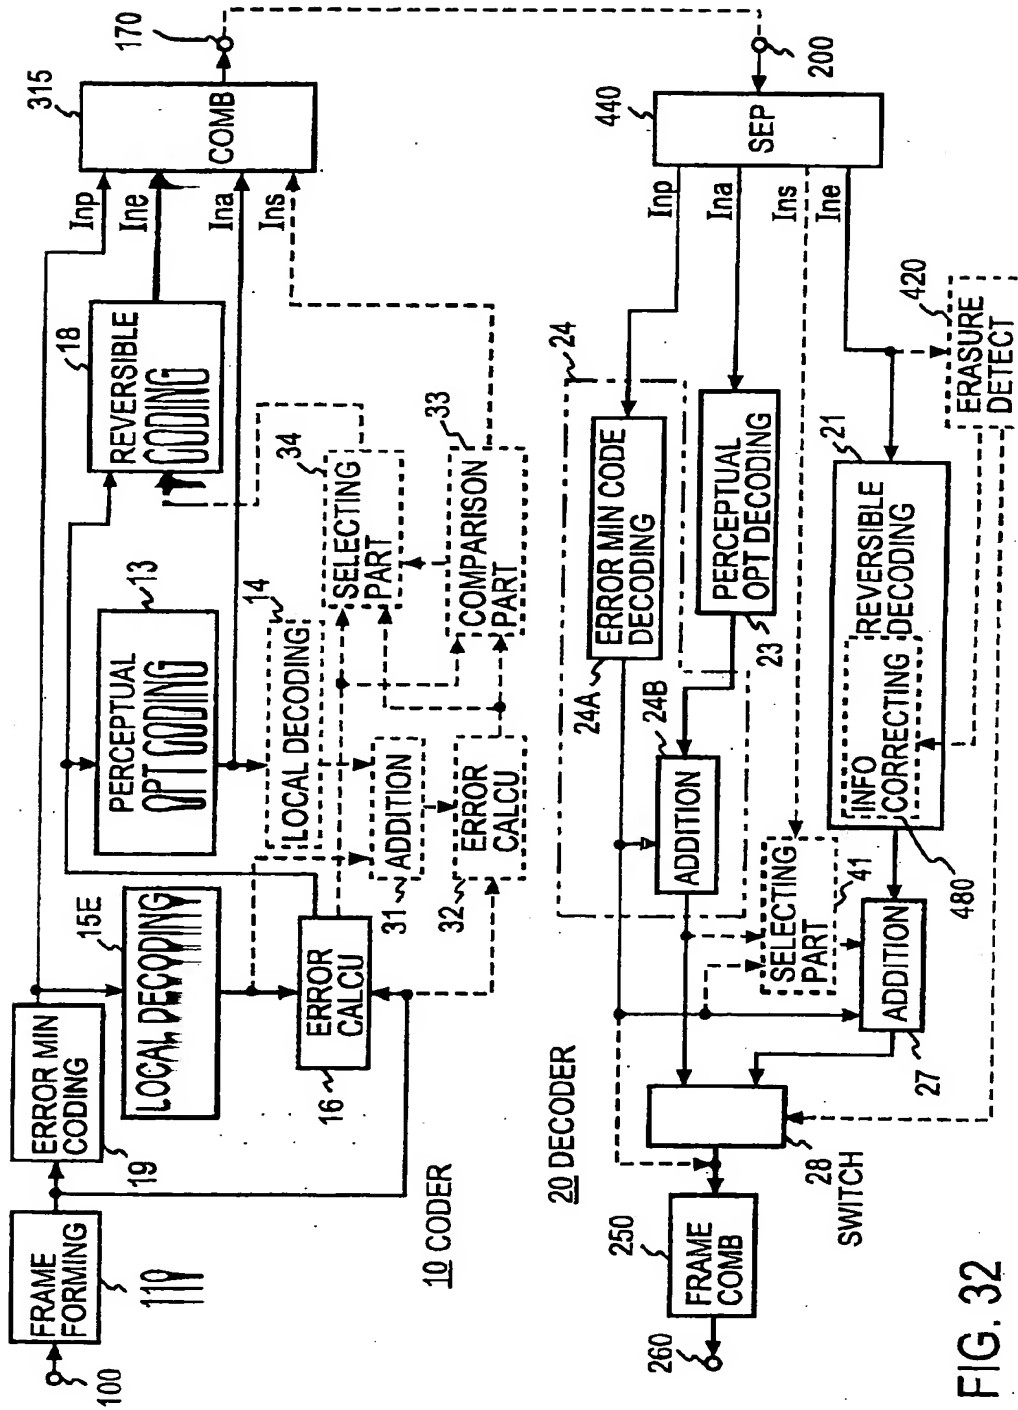 100
FRAME
FORMING
110
ERROR MIN
CODING
19
LOCAL DECODING
15E
ERROR
CALCU
16
PERCEPTUAL
OPT CODING
13
LOCAL DECODING
14
ADDITION
31
ERROR
CALCU
32
REVERSIBLE
CODING
18
SELECTING
PART
34
COMPARISON
PART
33
Inp
Ine
Ina
Ins
COMB
315
170
10 CODER
200
SEP
440
Inp
Ina
Ins
Ine
24
ERROR MIN CODE
DECODING
24A
PERCEPTUAL
OPT DECODING
23
ADDITION
24B
ERASURE
DETECT
420
REVERSIBLE
DECODING
21
INFO
CORRECTING
480
SELECTING
PART
41
ADDITION
27
28
SWITCH
FRAME
COMB
250
260
20 DECODER
FIG. 32